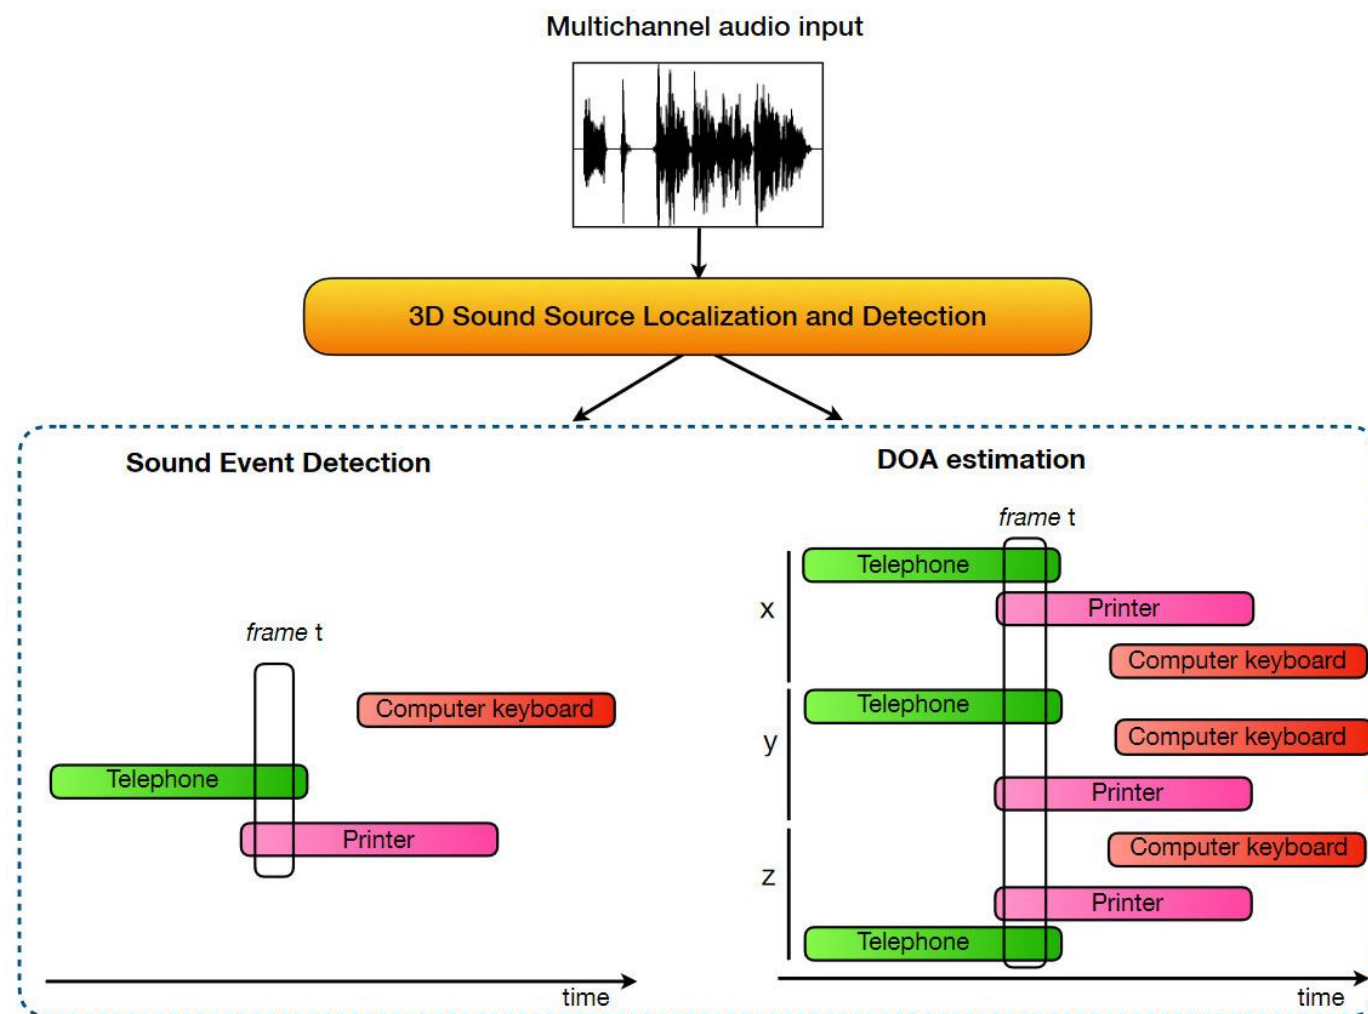 Multichannel audio input
3D Sound Source Localization and Detection
Sound Event Detection
frame t
Computer keyboard
Telephone
Printer
time
DOA estimation
frame t
x
Telephone
Printer
Computer keyboard
y
Telephone
Computer keyboard
Printer
z
Computer keyboard
Printer
Telephone
time